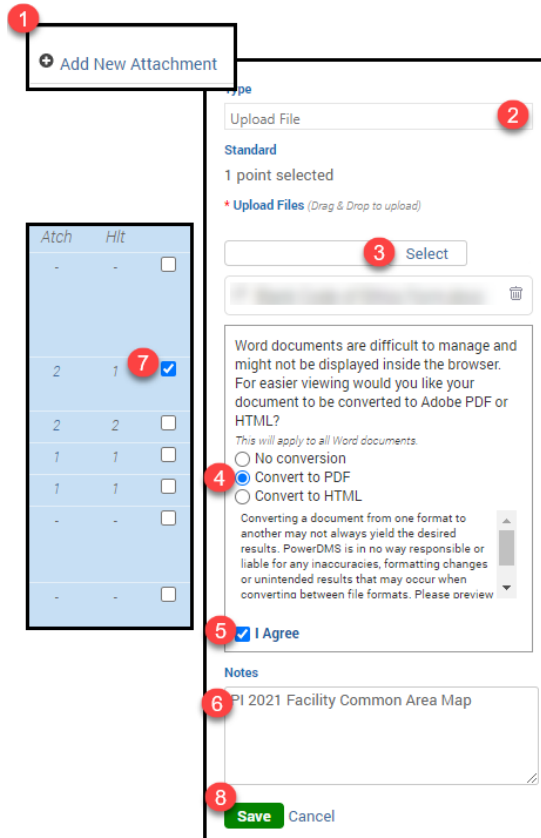 1
Add New Attachment
Type
Upload File
2
Standard
1 point selected
* Upload Files (Drag & Drop to upload)
3
Select
Atch Hlt
- -
2 1 7
2 2
1 1
1 1
- -
- -
Word documents are difficult to manage and
might not be displayed inside the browser.
For easier viewing would you like your
document to be converted to Adobe PDF or
HTML?
This will apply to all Word documents.
No conversion
4 Convert to PDF
Convert to HTML
Converting a document from one format to
another may not always yield the desired
results. PowerDMS is in no way responsible or
liable for any inaccuracies, formatting changes
or unintended results that may occur when
converting between file formats. Please preview
5 I Agree
Notes
6 PI 2021 Facility Common Area Map
8
Save Cancel